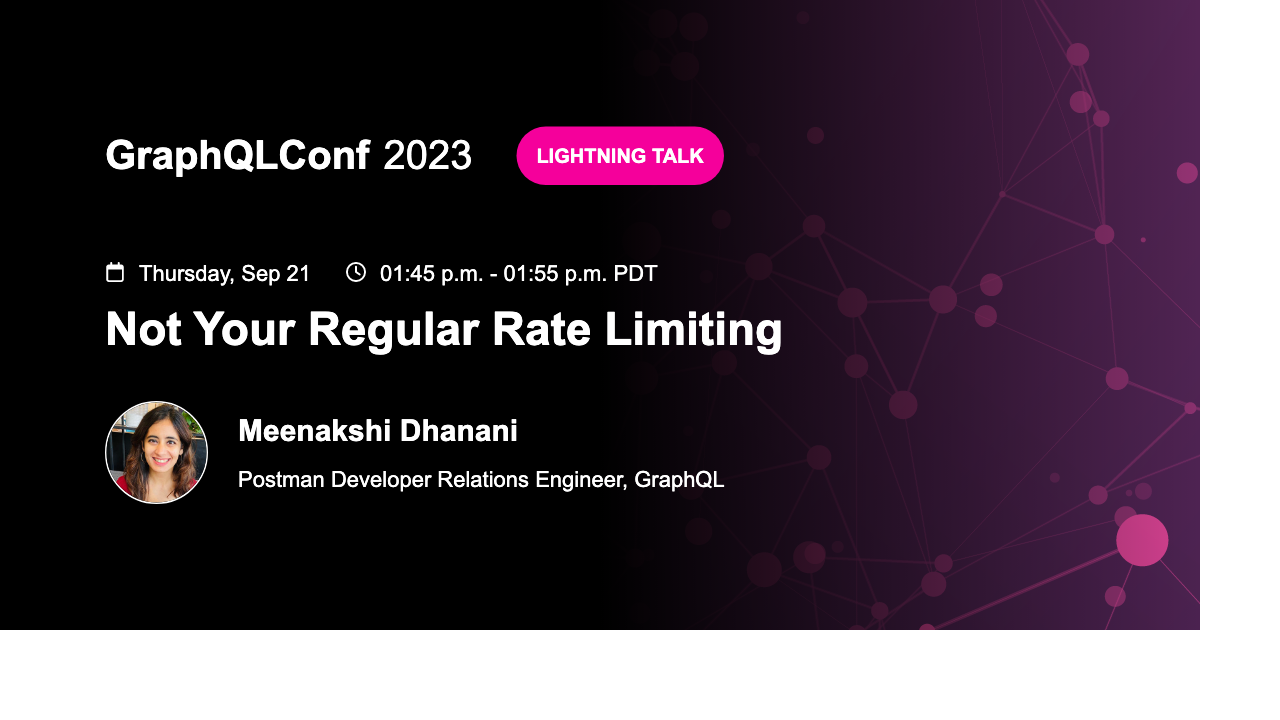 GraphQLConf 2023
LIGHTNING TALK
Thursday, Sep 21
01:45 p.m. - 01:55 p.m. PDT
Not Your Regular Rate Limiting
Meenakshi Dhanani
Postman Developer Relations Engineer, GraphQL